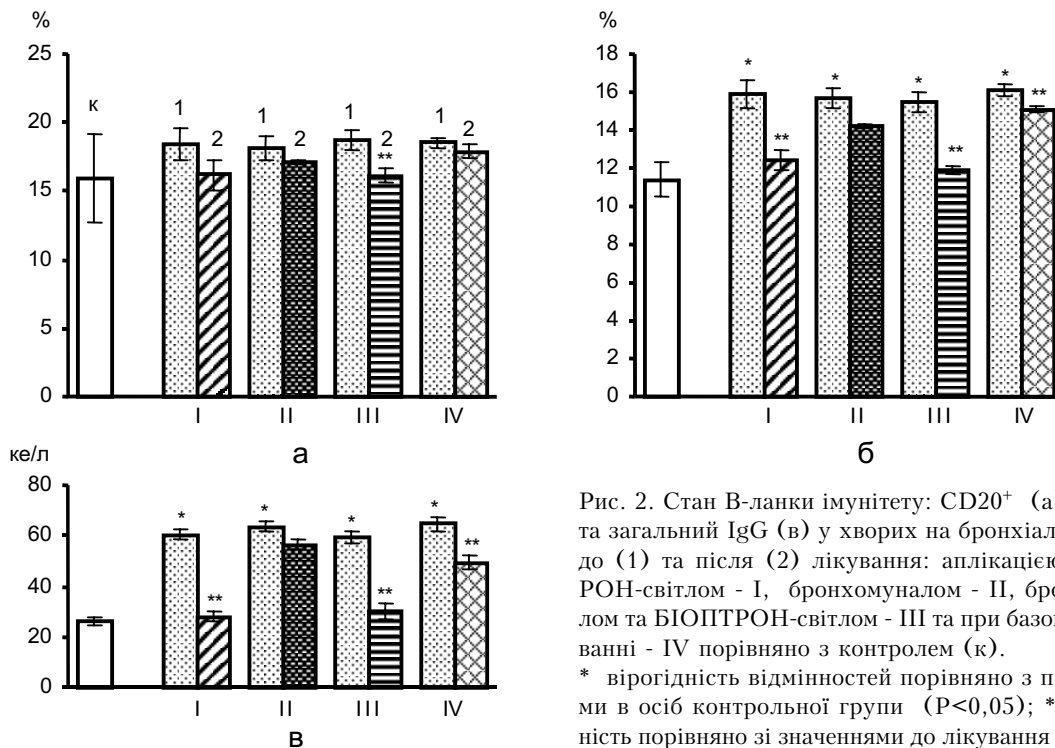 %
25
20
15
10
5
0
к
1
2
1
2
1
2
**
1
2
I II III IV
а
%
18
16
14
12
10
8
6
4
2
0
*
**
*
*
**
*
**
I II III IV
б
ке/л
80
60
40
20
0
*
**
*
*
**
*
**
I II III IV
в
Рис. 2. Стан В-ланки імунітету: CD20+ (а
та загальний IgG (в) у хворих на бронхіал
до (1) та після (2) лікування: аплікацією
РОН-світлом - I, бронхомуналом - II, бро
лом та БІОПТРОН-світлом - III та при базо
ванні - IV порівняно з контролем (к).
* вірогідність відмінностей порівняно з п
ми в осіб контрольної групи (P<0,05); *
ність порівняно зі значеннями до лікування